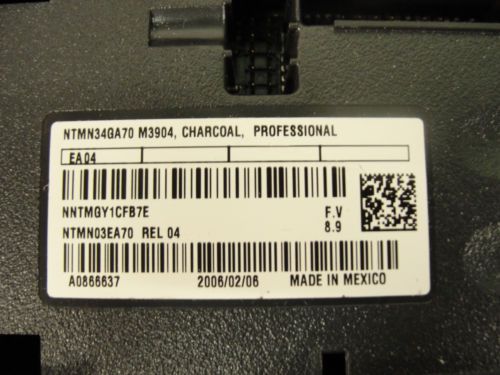 NTMN34GA70 M3904, CHARCOAL, PROFESSIONAL
EA04
NNTMGY1CFB7E F.V
NTMN03EA70 REL 04 8.9
A0866637 2006/02/06 MADE IN MEXICO